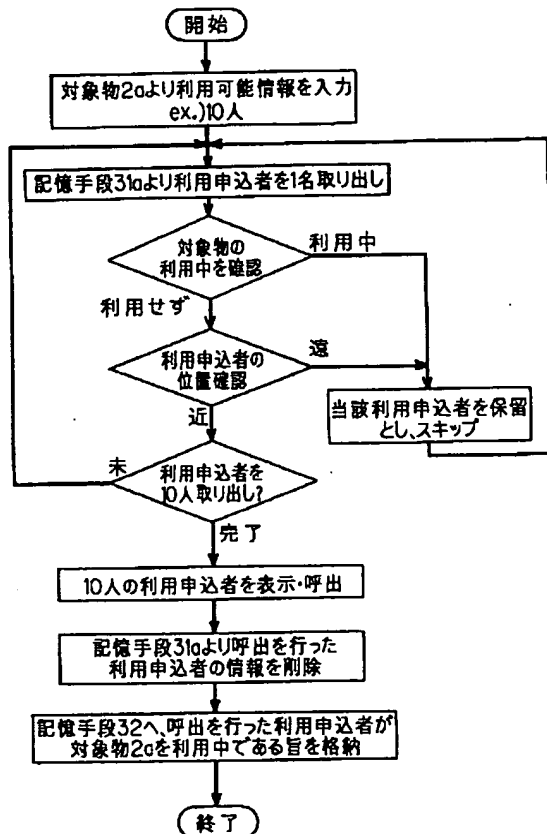 開始
対象物2aより利用可能情報を入力
ex.)10人
記憶手段31aより利用申込者を1名取り出し
対象物の
利用中を確認
利用中
利用せず
利用申込者の
位置確認
遠
近
当該利用申込者を保留
とし、スキップ
利用申込者を
10人取り出し?
未
完了
10人の利用申込者を表示・呼出
記憶手段31aより呼出を行った
利用申込者の情報を削除
記憶手段32へ、呼出を行った利用申込者が
対象物2aを利用中である旨を格納
終了